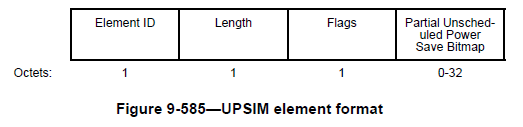 Element ID
Length
Flags
Partial Unsched-
uled Power
Save Bitmap
Octets:
1
1
1
0-32
Figure 9-585—UPSIM element format